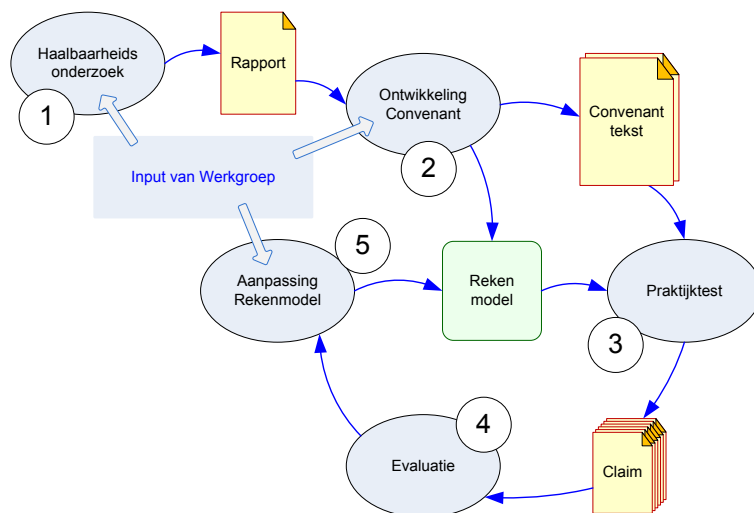 Haalbaarheids
onderzoek
1
Rapport
Ontwikkeling
Convenant
2
Convenant
tekst
Input van Werkgroep
5
Aanpassing
Rekenmodel
Reken
model
Praktijktest
3
4
Evaluatie
Claim